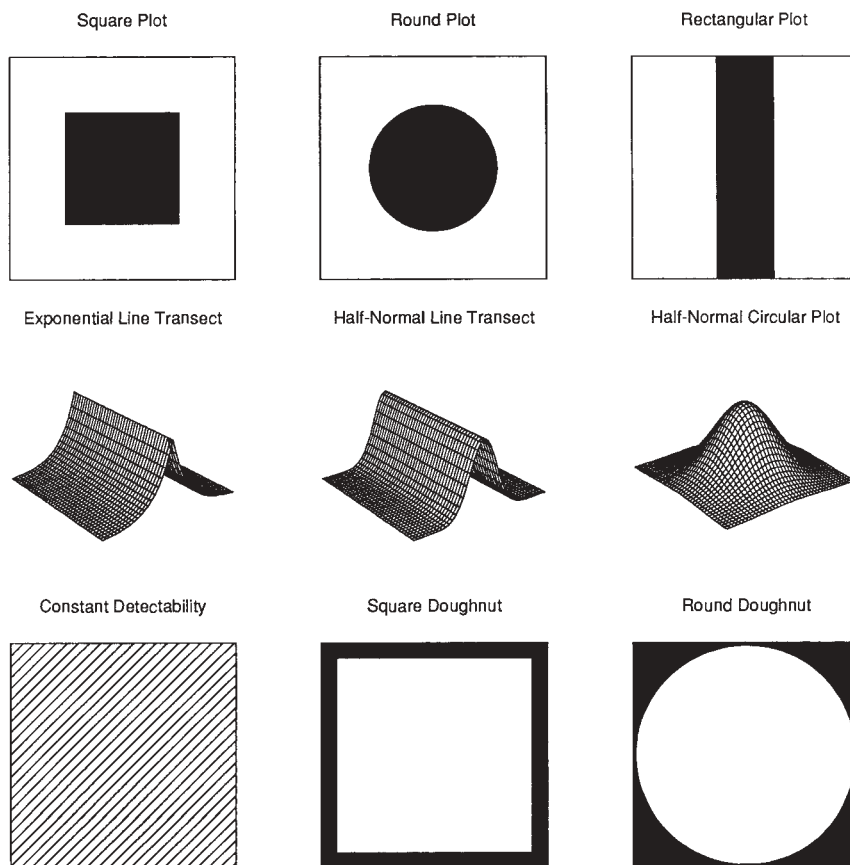 Square Plot
Round Plot
Rectangular Plot
Exponential Line Transect
Half-Normal Line Transect
Half-Normal Circular Plot
Constant Detectability
Square Doughnut
Round Doughnut